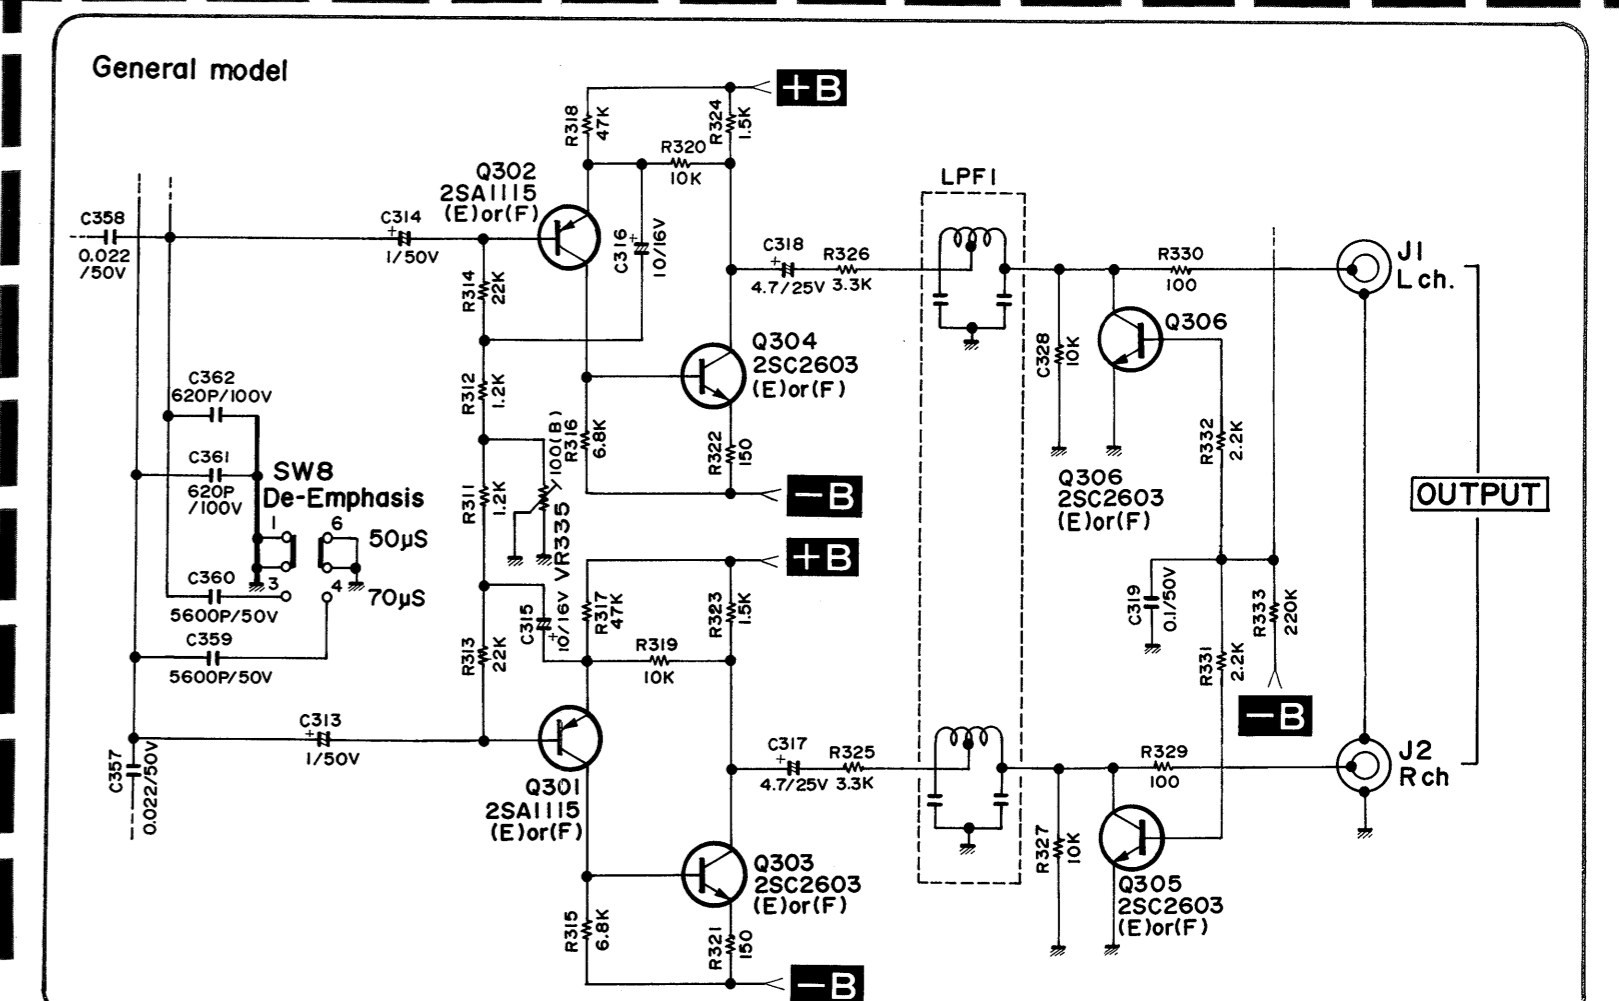 General model
+B
R318
47K
R324
1.5K
R320
10K
Q302
2SA1115
(E)or(F)
LPF1
C358
0.022
/50V
C314
+
1/50V
C316
+
10/16V
R314
22K
C318
+
4.7/25V
R326
3.3K
R330
100
J1
Lch.
Q306
Q304
2SC2603
(E)or(F)
C328
10K
C362
620P/100V
R312
1.2K
R316
6.8K
100(B)
R322
150
R332
2.2K
C361
620P
/100V
SW8
De-Emphasis
R311
1.2K
VR335
-B
Q306
2SC2603
(E)or(F)
OUTPUT
1
6
50µS
3
4
70µS
+B
C360
5600P/50V
C359
5600P/50V
C315
10/16V
+
R317
47K
R323
1.5K
R313
22K
R319
10K
C319
0.1/50V
R333
220K
R331
2.2K
-B
C313
+
1/50V
C357
0.022/50V
Q301
2SA1115
(E)or(F)
C317
+
4.7/25V
R325
3.3K
R329
100
J2
Rch
R327
10K
Q303
2SC2603
(E)or(F)
Q305
2SC2603
(E)or(F)
R315
6.8K
R321
150
-B